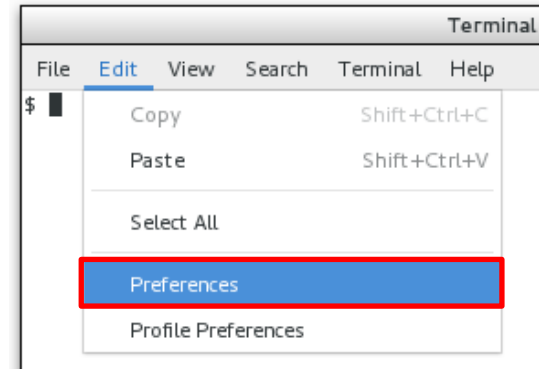 Terminal
File Edit View Search Terminal Help
$
Copy Shift+Ctrl+C
Paste Shift+Ctrl+V
Select All
Preferences
Profile Preferences